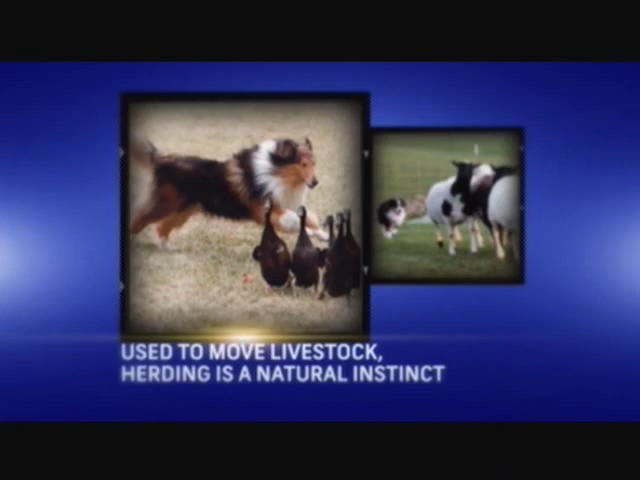 USED TO MOVE LIVESTOCK,
HERDING IS A NATURAL INSTINCT